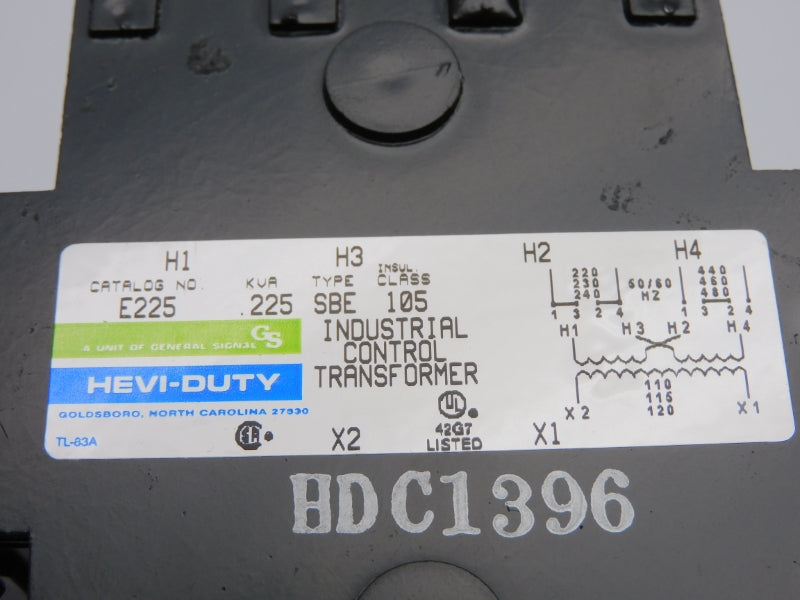 H1 H3 H2 H4
CATALOG NO. KVA TYPE INSUL. CLASS
E225 .225 SBE 105
INDUSTRIAL
CONTROL
TRANSFORMER
GS
A UNIT OF GENERAL SIGNAL
HEVI-DUTY
GOLDSBORO, NORTH CAROLINA 27530
TL-83A
X2
UL
42G7
LISTED
X1
220
230
240
50/60
HZ
440
460
480
1 3 2 4 1 3 2 4
H1 H3 H2 H4
110
115
120
X2 X1
HDC1396